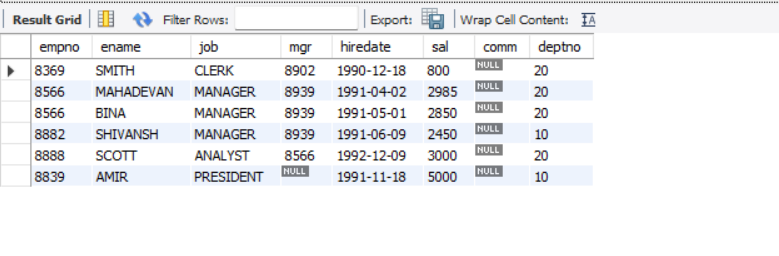 Result Grid Filter Rows: Export: Wrap Cell Content: IA
empno ename job mgr hiredate sal comm deptno
8369 SMITH CLERK 8902 1990-12-18 800 NULL 20
8566 MAHADEVAN MANAGER 8939 1991-04-02 2985 NULL 20
8566 BINA MANAGER 8939 1991-05-01 2850 NULL 20
8882 SHIVANSH MANAGER 8939 1991-06-09 2450 NULL 10
8888 SCOTT ANALYST 8566 1992-12-09 3000 NULL 20
8839 AMIR PRESIDENT NULL 1991-11-18 5000 NULL 10